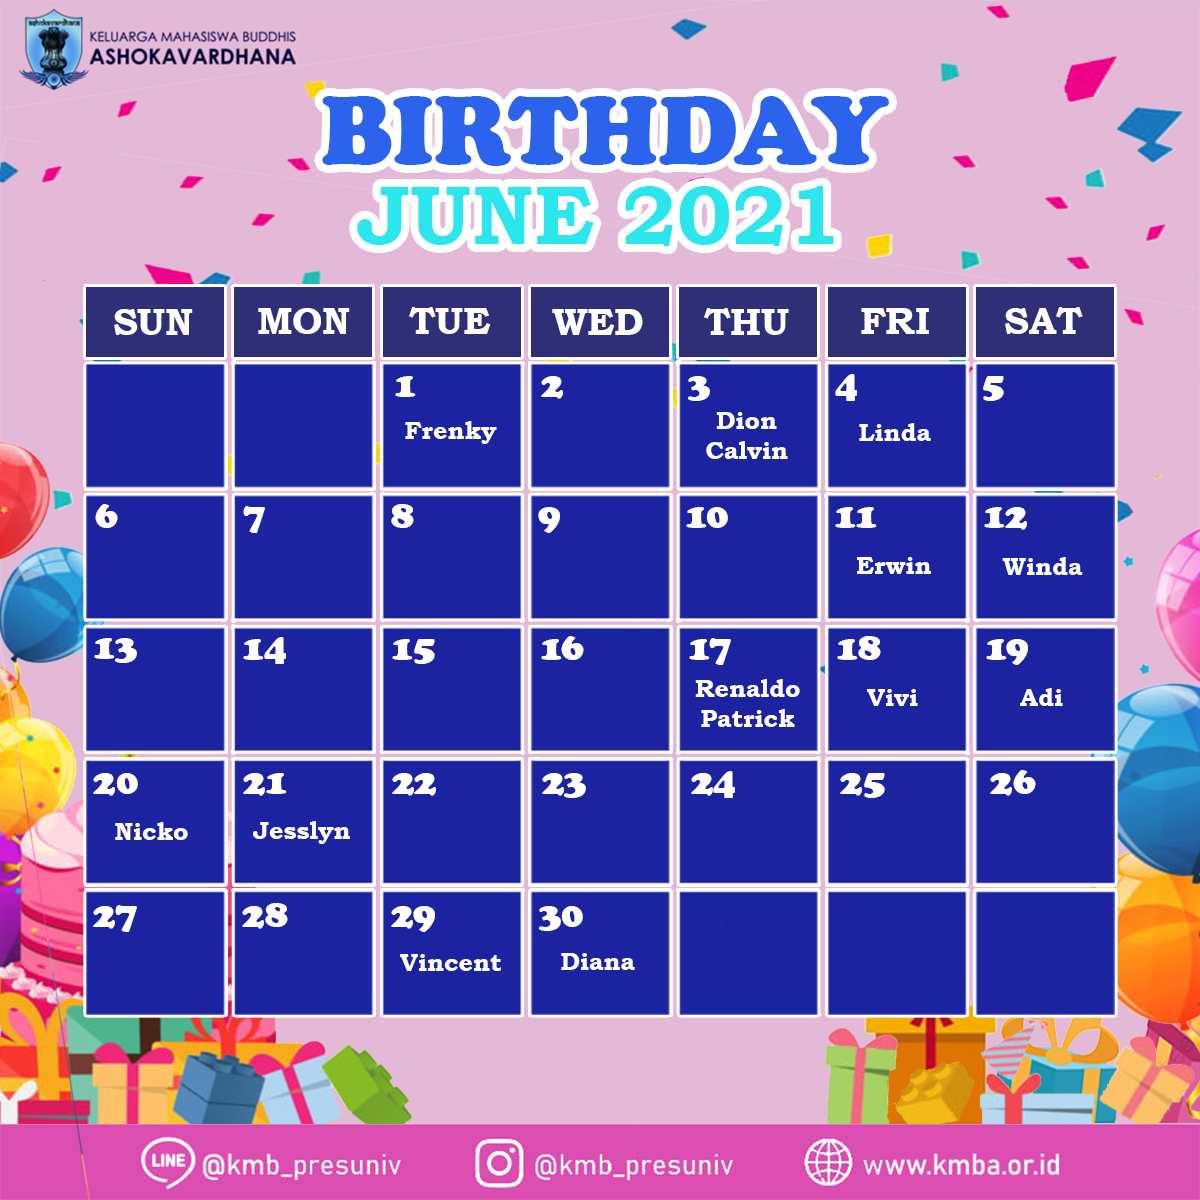 ashokavardhana
KELUARGA MAHASISWA BUDDHIS
ASHOKAVARDHANA
BIRTHDAY
JUNE 2021
SUN MON TUE WED THU FRI SAT
1 2 3 4 5
Frenky Dion Linda
Calvin
6 7 8 9 10 11 12
Erwin Winda
13 14 15 16 17 18 19
Renaldo Vivi Adi
Patrick
20 21 22 23 24 25 26
Nicko Jesslyn
27 28 29 30
Vincent Diana
LINE @kmb_presuniv @kmb_presuniv www.kmba.or.id